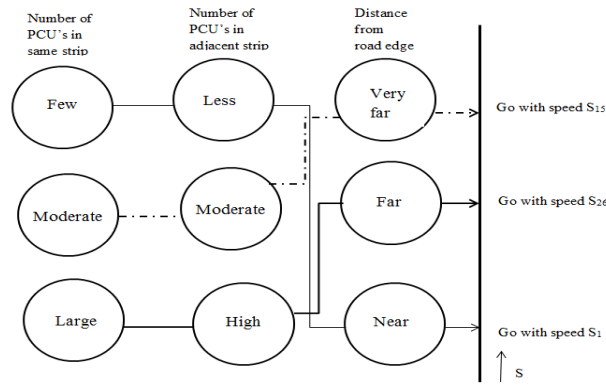 Number of
PCU's in
same strip
Number of
PCU's in
adjacent strip
Distance
from
road edge
Few
Less
Very
far
Go with speed S15
Moderate
Moderate
Far
Go with speed S26
Large
High
Near
Go with speed S1
S